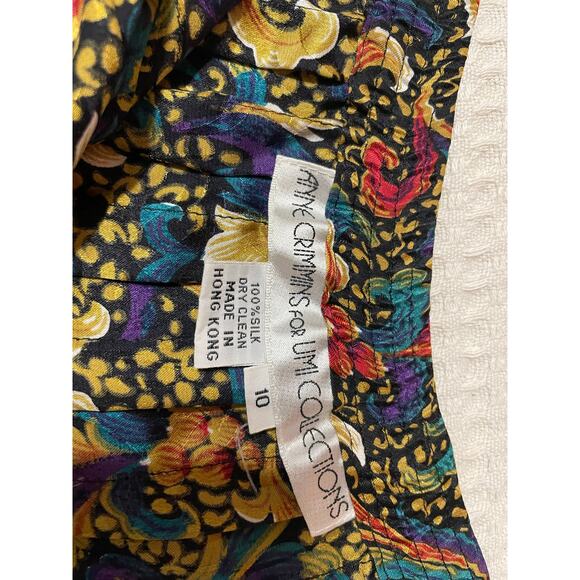 ANNE CRIMMINS FOR UMI COLLECTIONS
10
100% SILK
DRY CLEAN
MADE IN
HONG KONG